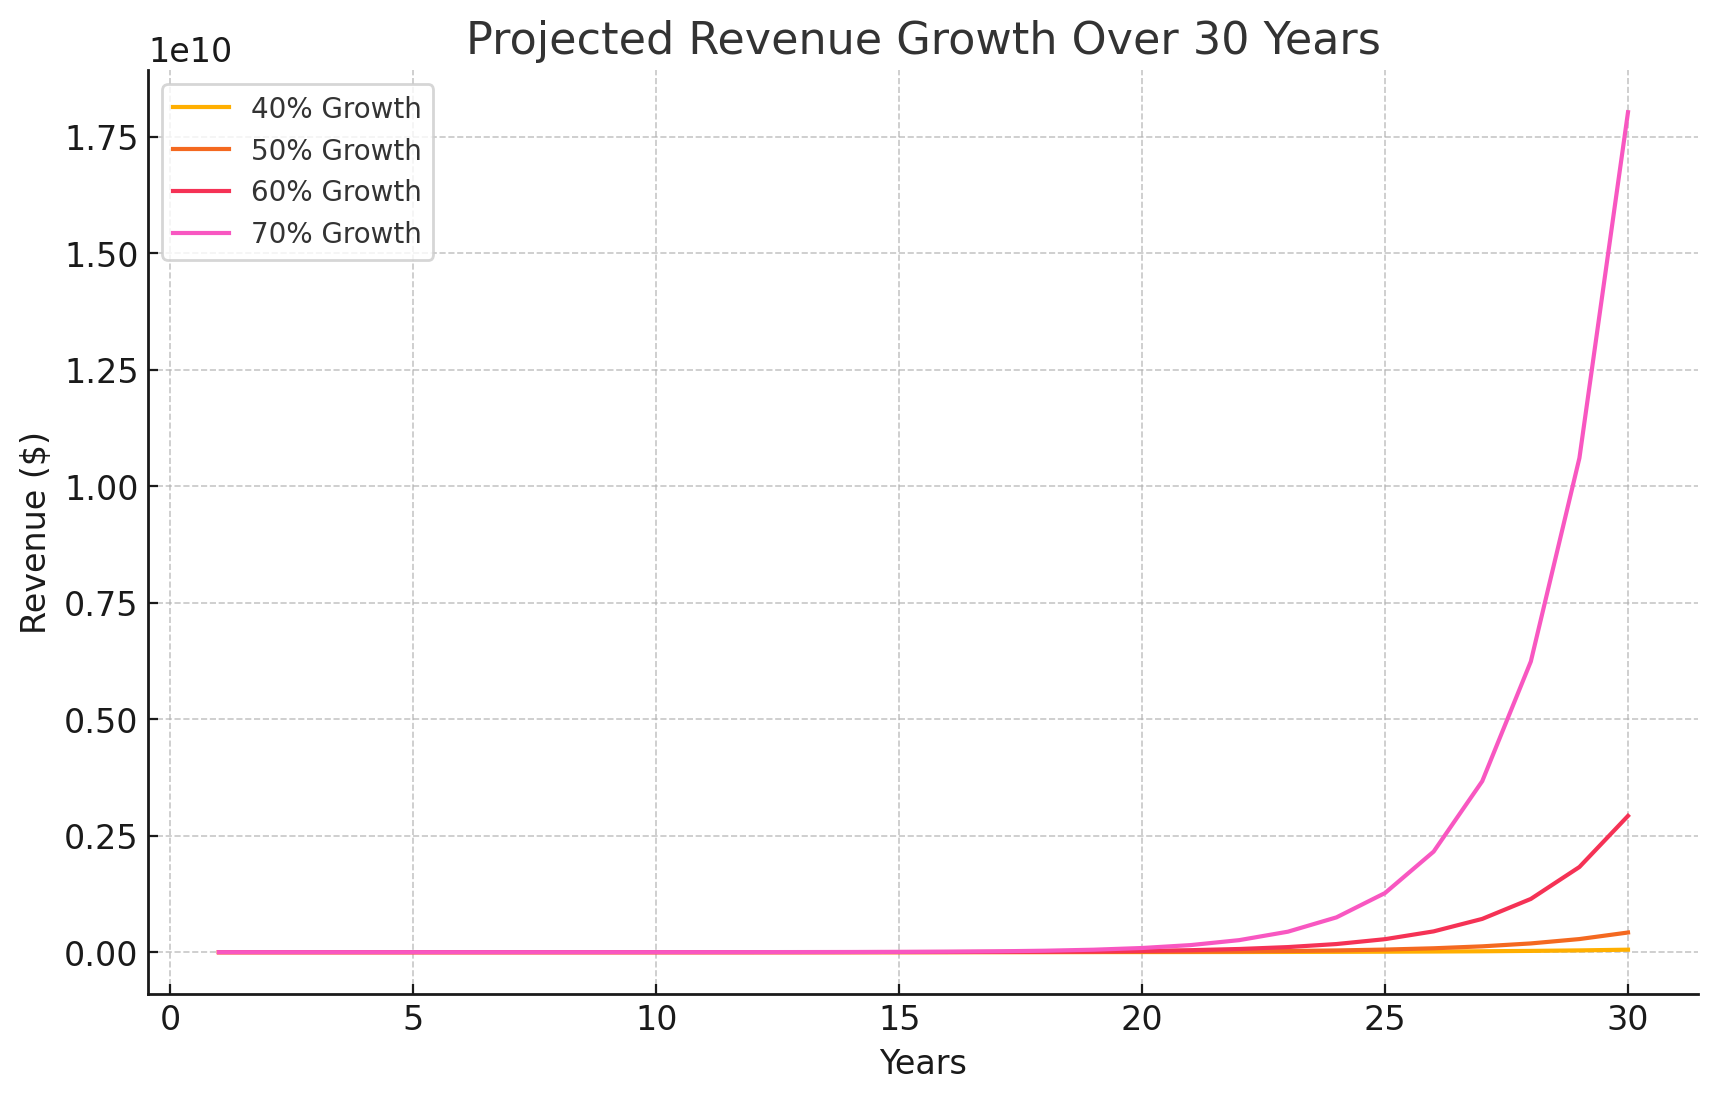 Projected Revenue Growth Over 30 Years
1e10
40% Growth
50% Growth
60% Growth
70% Growth
1.75
1.50
1.25
1.00
0.75
0.50
0.25
0.00
Revenue ($)
0 5 10 15 20 25 30
Years